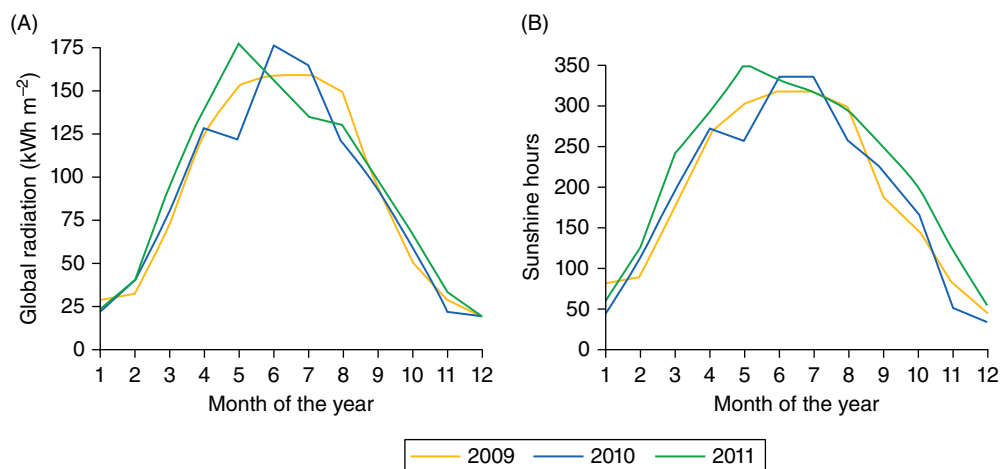 (A)
Global radiation (kWh m⁻²)
175
150
125
100
75
50
25
0
1 2 3 4 5 6 7 8 9 10 11 12
Month of the year
(B)
Sunshine hours
350
300
250
200
150
100
50
0
1 2 3 4 5 6 7 8 9 10 11 12
Month of the year
2009 2010 2011